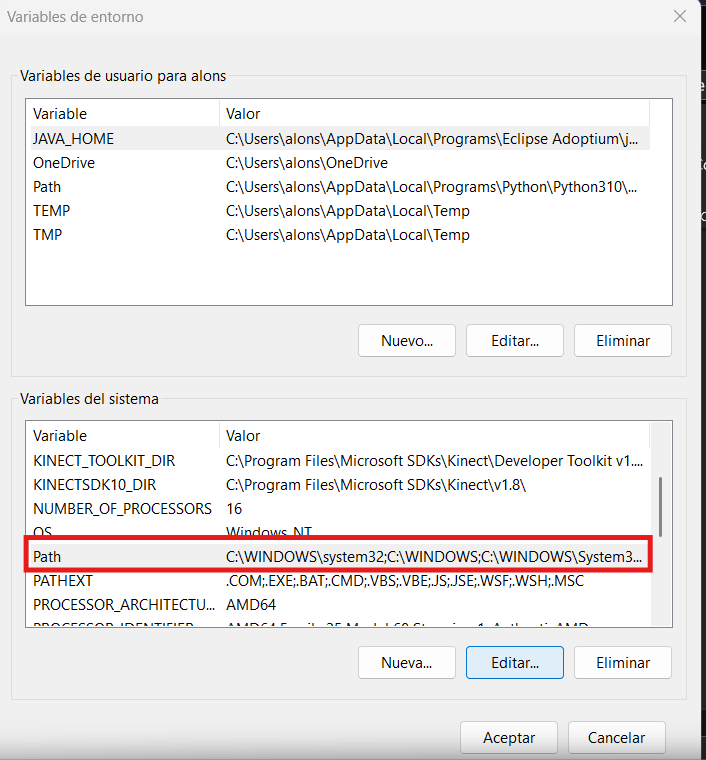 Variables de entorno
Variables de usuario para alons
Variable Valor
JAVA_HOME C:\Users\alons\AppData\Local\Programs\Eclipse Adoptium\j...
OneDrive C:\Users\alons\OneDrive
Path C:\Users\alons\AppData\Local\Programs\Python\Python310\...
TEMP C:\Users\alons\AppData\Local\Temp
TMP C:\Users\alons\AppData\Local\Temp
Nuevo... Editar... Eliminar
Variables del sistema
Variable Valor
KINECT_TOOLKIT_DIR C:\Program Files\Microsoft SDKs\Kinect\Developer Toolkit v1....
KINECTSDK10_DIR C:\Program Files\Microsoft SDKs\Kinect\v1.8\
NUMBER_OF_PROCESSORS 16
OS Windows_NT
Path C:\WINDOWS\system32;C:\WINDOWS;C:\WINDOWS\System3...
PATHEXT .COM;.EXE;.BAT;.CMD;.VBS;.VBE;.JS;.JSE;.WSF;.WSH;.MSC
PROCESSOR_ARCHITECTU... AMD64
PROCESSOR_IDENTIFIER
Nueva... Editar... Eliminar
Aceptar Cancelar